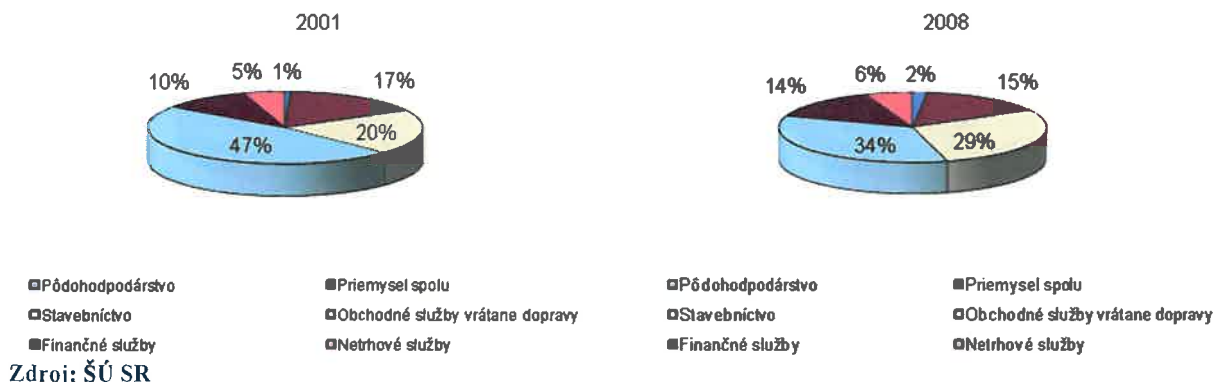 2001
2008
10% 5% 1% 17%
20%
47%
14% 6% 2% 15%
29%
34%
Pôdohodpodárstvo Priemysel spolu
Stavebníctvo Obchodné služby vrátane dopravy
Finančné služby Netrhové služby
Pôdohodpodárstvo Priemysel spolu
Stavebníctvo Obchodné služby vrátane dopravy
Finančné služby Netrhové služby
Zdroj: ŠÚ SR